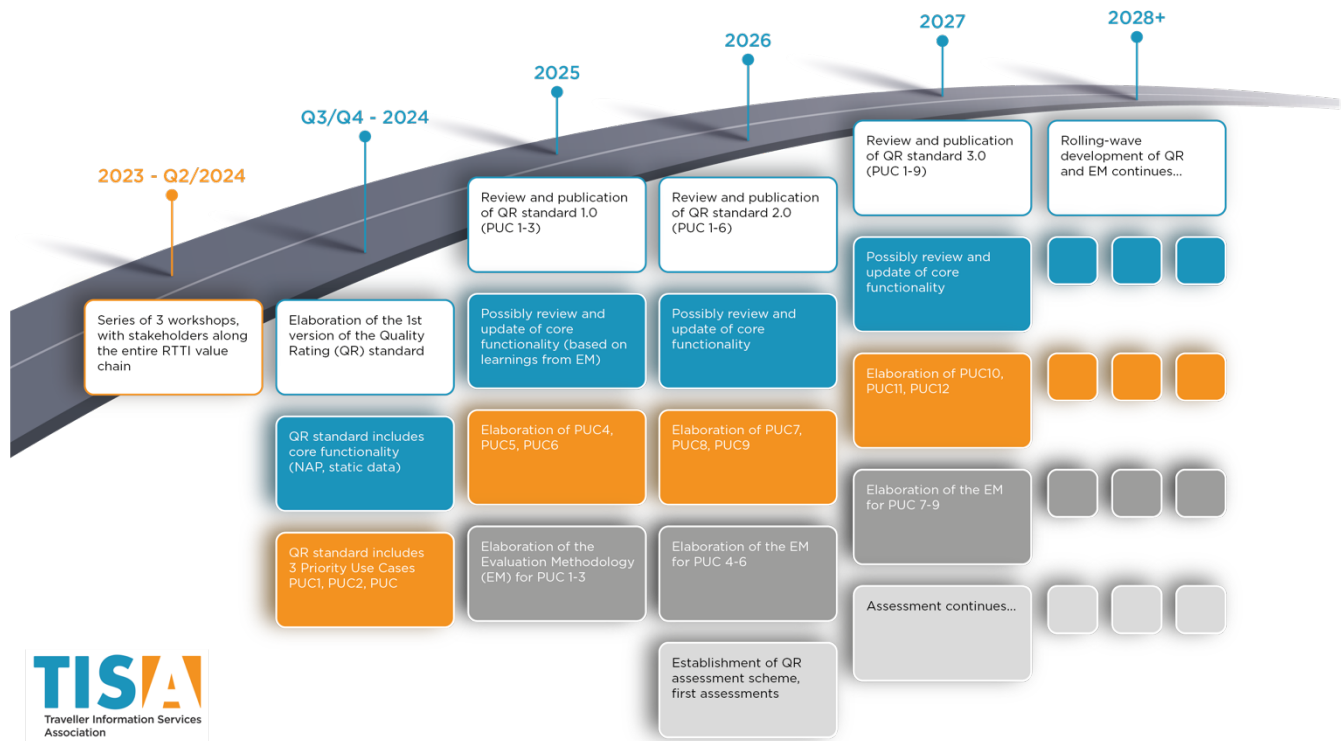 2023 - Q2/2024
Q3/Q4 - 2024
2025
2026
2027
2028+
Series of 3 workshops,
with stakeholders along
the entire RTTI value
chain
Elaboration of the 1st
version of the Quality
Rating (QR) standard
QR standard includes
core functionality
(NAP, static data)
QR standard includes
3 Priority Use Cases
PUC1, PUC2, PUC
Review and publication
of QR standard 1.0
(PUC 1-3)
Possibly review and
update of core
functionality (based on
learnings from EM)
Elaboration of PUC4,
PUC5, PUC6
Elaboration of the
Evaluation Methodology
(EM) for PUC 1-3
Review and publication
of QR standard 2.0
(PUC 1-6)
Possibly review and
update of core
functionality
Elaboration of PUC7,
PUC8, PUC9
Elaboration of the EM
for PUC 4-6
Establishment of QR
assessment scheme,
first assessments
Review and publication
of QR standard 3.0
(PUC 1-9)
Possibly review and
update of core
functionality
Elaboration of PUC10,
PUC11, PUC12
Elaboration of the EM
for PUC 7-9
Assessment continues...
Rolling-wave
development of QR
and EM continues...
TISA
Traveller Information Services
Association